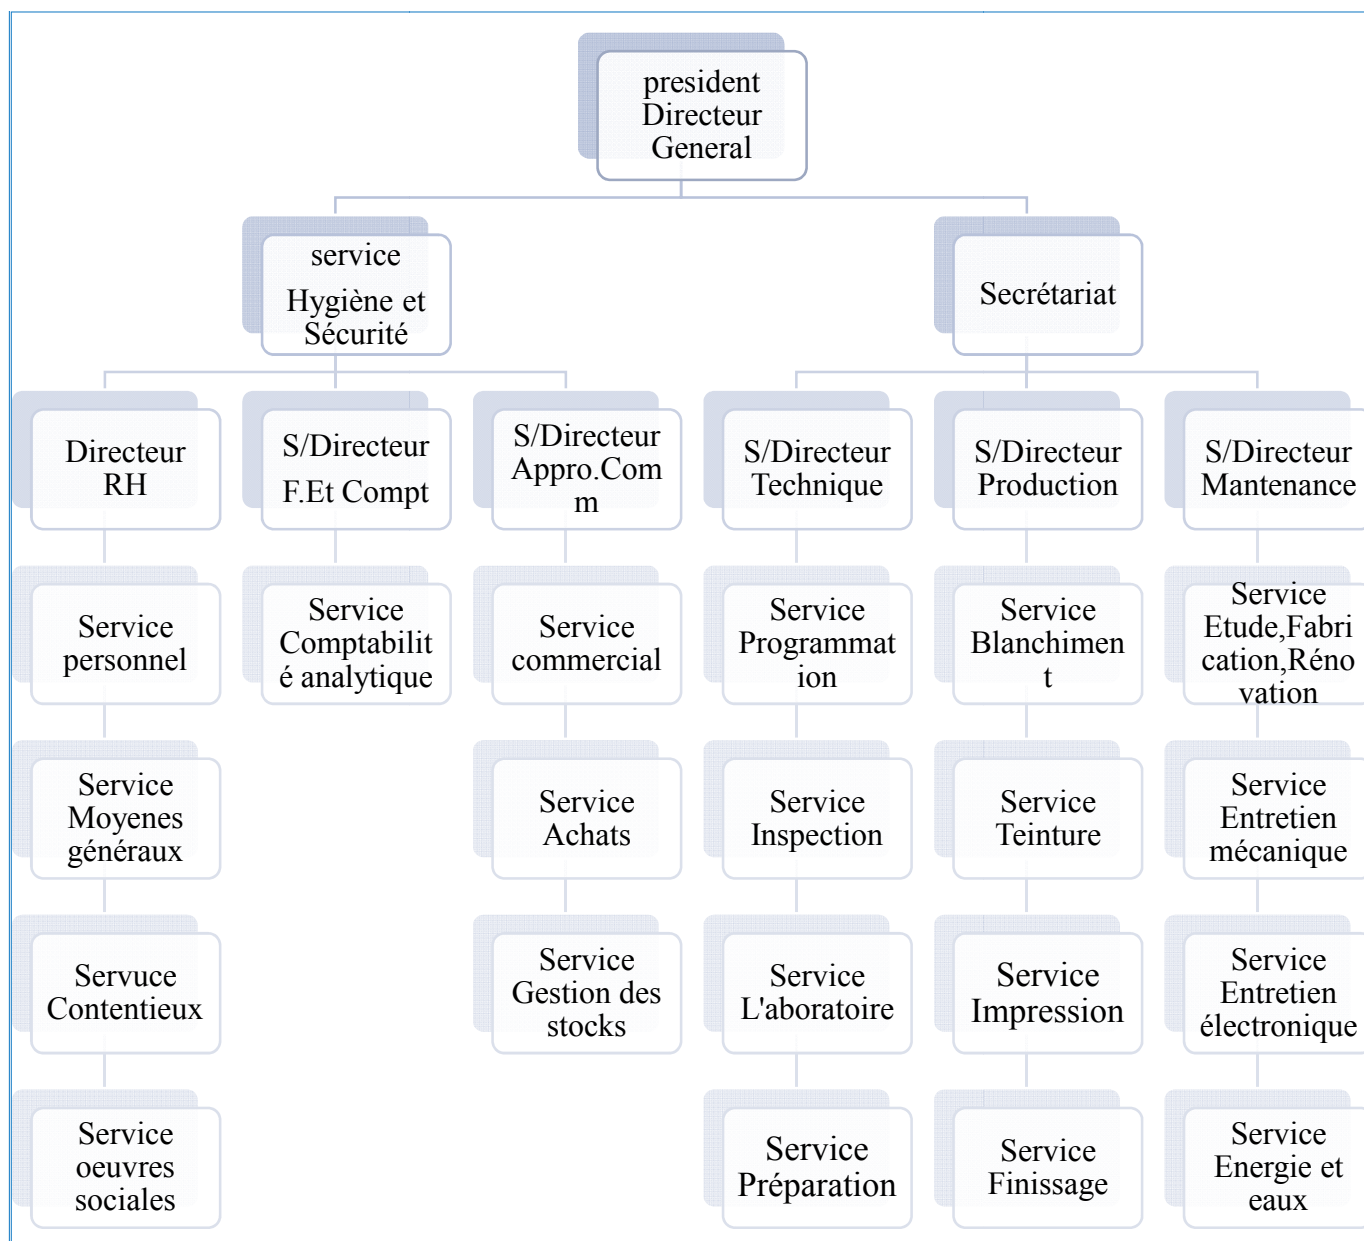 president
Directeur
General
service
Hygiène et
Sécurité
Secrétariat
Directeur
RH
S/Directeur
F.Et Compt
S/Directeur
Appro.Com
m
S/Directeur
Technique
S/Directeur
Production
S/Directeur
Mantenance
Service
personnel
Service
Comptabilit
é analytique
Service
commercial
Service
Programmat
ion
Service
Blanchimen
t
Service
Etude,Fabri
cation,Réno
vation
Service
Moyenes
généraux
Service
Achats
Service
Inspection
Service
Teinture
Service
Entretien
mécanique
Servuce
Contentieux
Service
Gestion des
stocks
Service
L'aboratoire
Service
Impression
Service
Entretien
électronique
Service
oeuvres
sociales
Service
Préparation
Service
Finissage
Service
Energie et
eaux